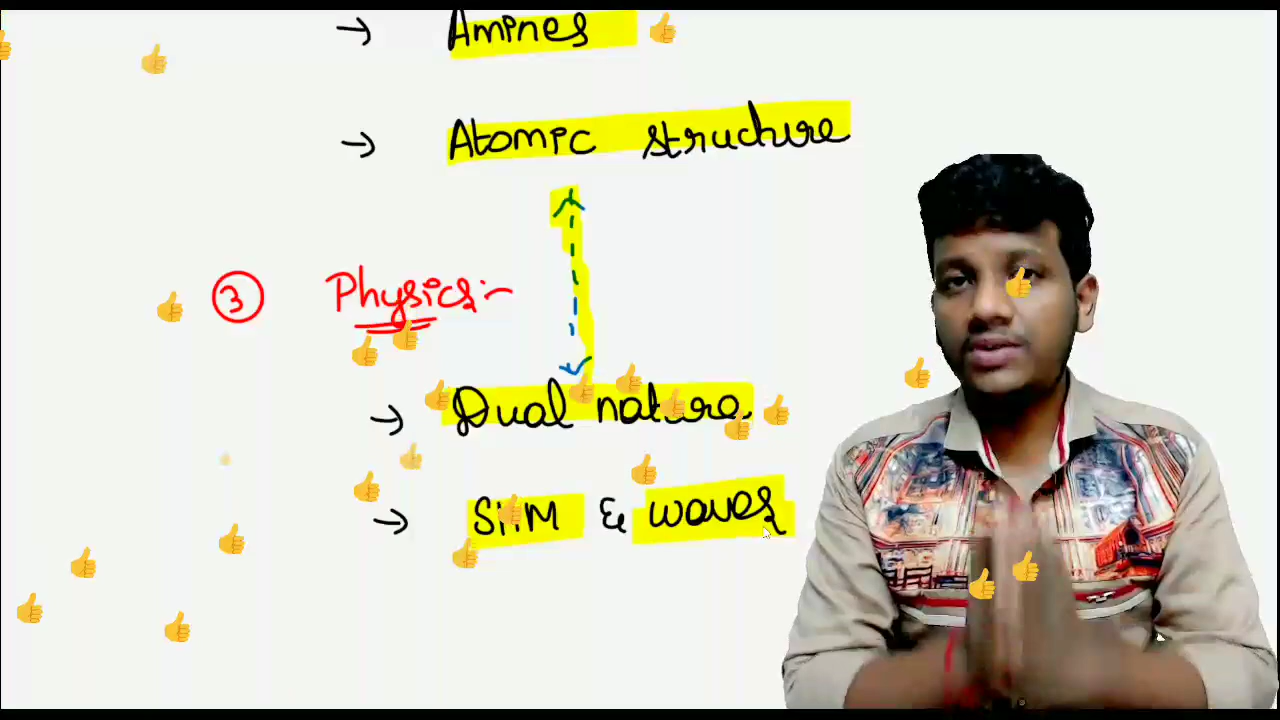 → Amines
→ Atomic structure
③ Physics:-
→ Dual nature
→ SHM & waves